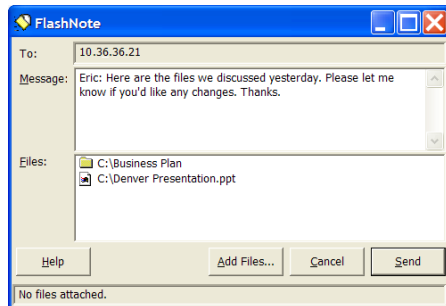 FlashNote
To: 10.36.36.21
Message: Eric: Here are the files we discussed yesterday. Please let me
know if you'd like any changes. Thanks.
Files: C:\Business Plan
C:\Denver Presentation.ppt
Help Add Files... Cancel Send
No files attached.